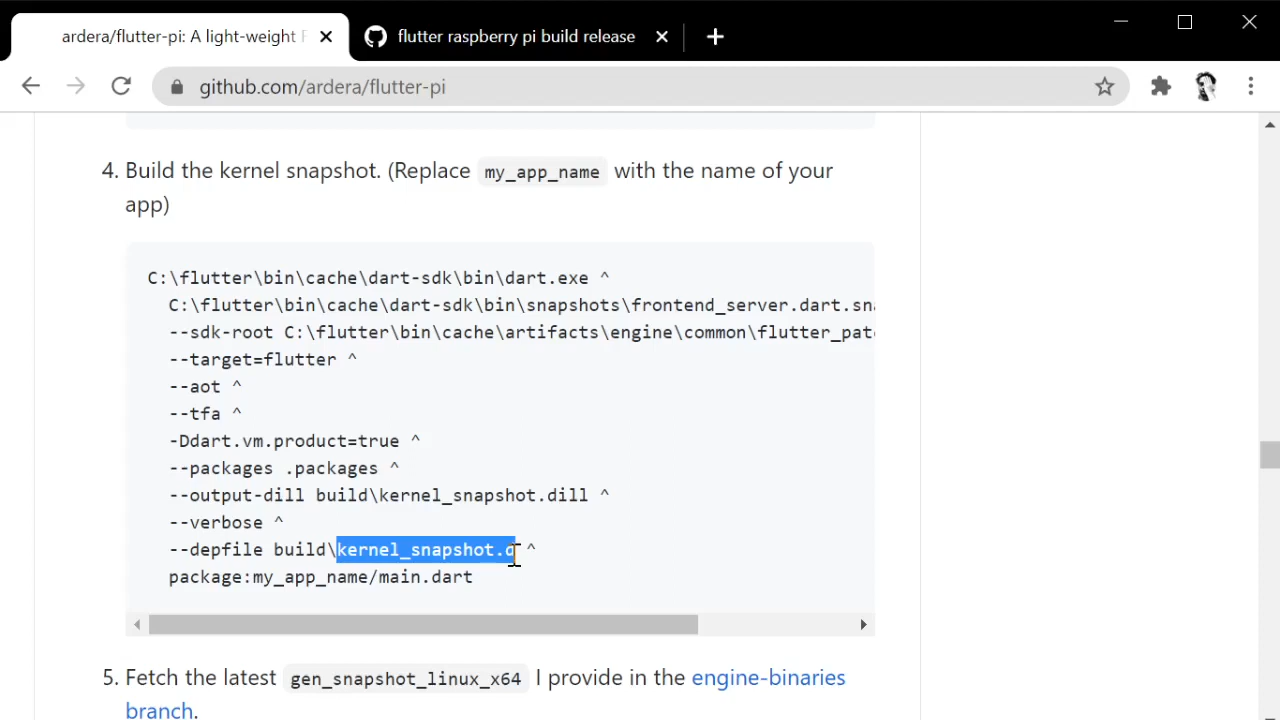 ardera/flutter-pi: A light-weight F
flutter raspberry pi build release
github.com/ardera/flutter-pi
4. Build the kernel snapshot. (Replace my_app_name with the name of your
app)
C:\flutter\bin\cache\dart-sdk\bin\dart.exe ^
C:\flutter\bin\cache\dart-sdk\bin\snapshots\frontend_server.dart.sna
--sdk-root C:\flutter\bin\cache\artifacts\engine\common\flutter_patc
--target=flutter ^
--aot ^
--tfa ^
-Ddart.vm.product=true ^
--packages .packages ^
--output-dill build\kernel_snapshot.dill ^
--verbose ^
--depfile build\kernel_snapshot.d ^
package:my_app_name/main.dart
5. Fetch the latest gen_snapshot_linux_x64 I provide in the engine-binaries
branch.